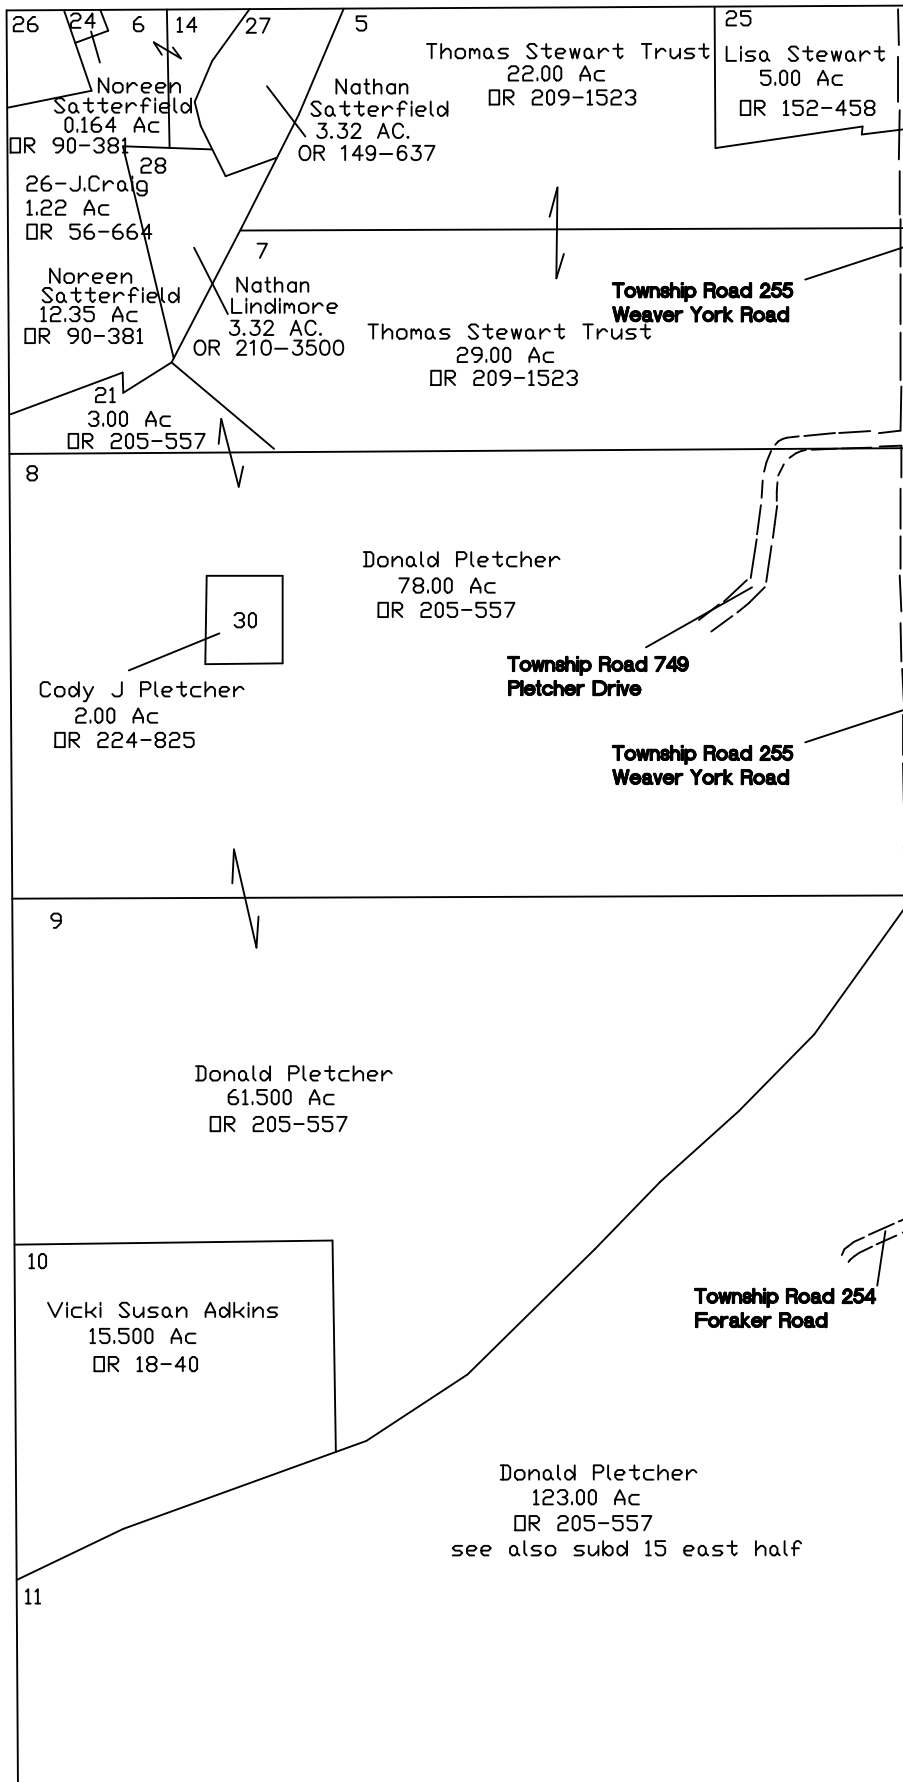 26
24
6
14
27
5
25
Thomas Stewart Trust
22.00 Ac
OR 209-1523
Lisa Stewart
5.00 Ac
OR 152-458
Noreen
Satterfield
0.164 Ac
OR 90-381
Nathan
Satterfield
3.32 AC.
OR 149-637
28
26-J.Craig
1.22 Ac
OR 56-664
7
Noreen
Satterfield
12.35 Ac
OR 90-381
Nathan
Lindimore
3.32 AC.
OR 210-3500
Township Road 255
Weaver York Road
Thomas Stewart Trust
29.00 Ac
OR 209-1523
21
3.00 Ac
OR 205-557
8
Donald Pletcher
78.00 Ac
OR 205-557
30
Township Road 749
Pletcher Drive
Cody J Pletcher
2.00 Ac
OR 224-825
Township Road 255
Weaver York Road
9
Donald Pletcher
61.500 Ac
OR 205-557
10
Vicki Susan Adkins
15.500 Ac
OR 18-40
Township Road 254
Foraker Road
Donald Pletcher
123.00 Ac
OR 205-557
see also subd 15 east half
11